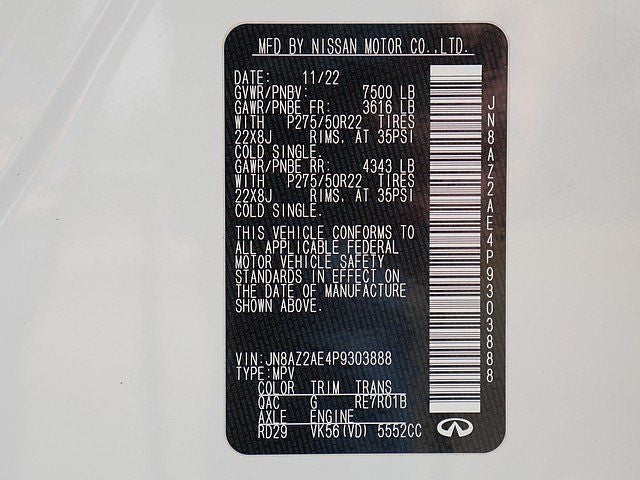 MFD BY NISSAN MOTOR CO.,LTD.
DATE: 11/22
GVWR/PNBV: 7500 LB
GAWR/PNBE FR: 3616 LB
WITH P275/50R22 TIRES
22X8J RIMS, AT 35PSI
COLD SINGLE.
GAWR/PNBE RR: 4343 LB
WITH P275/50R22 TIRES
22X8J RIMS, AT 35PSI
COLD SINGLE.
THIS VEHICLE CONFORMS TO
ALL APPLICABLE FEDERAL
MOTOR VEHICLE SAFETY
STANDARDS IN EFFECT ON
THE DATE OF MANUFACTURE
SHOWN ABOVE.
VIN:JN8AZ2AE4P9303888
TYPE:MPV
COLOR TRIM TRANS
QAC G RE7R01B
AXLE ENGINE
RD29 VK56(VD) 5552CC
JN8AZ2AE4P9303888